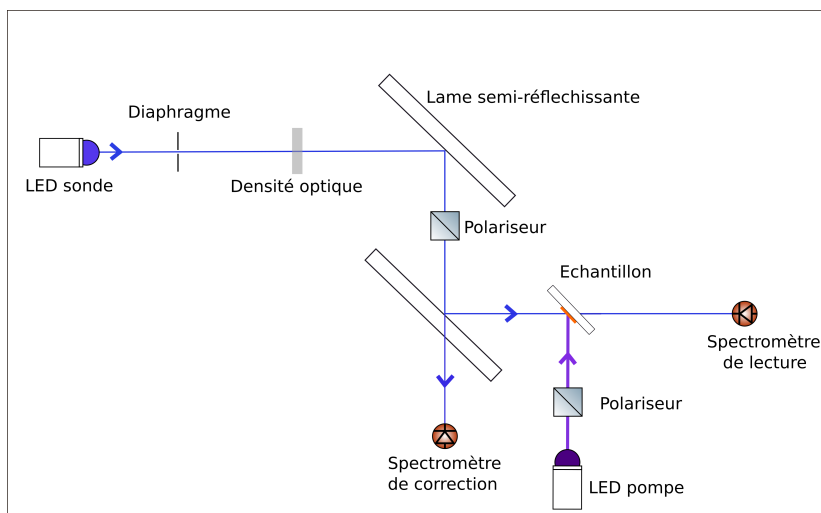 Lame semi-réflechissante
Diaphragme
LED sonde
Densité optique
Polariseur
Echantillon
Spectromètre
de lecture
Polariseur
Spectromètre
de correction
LED pompe